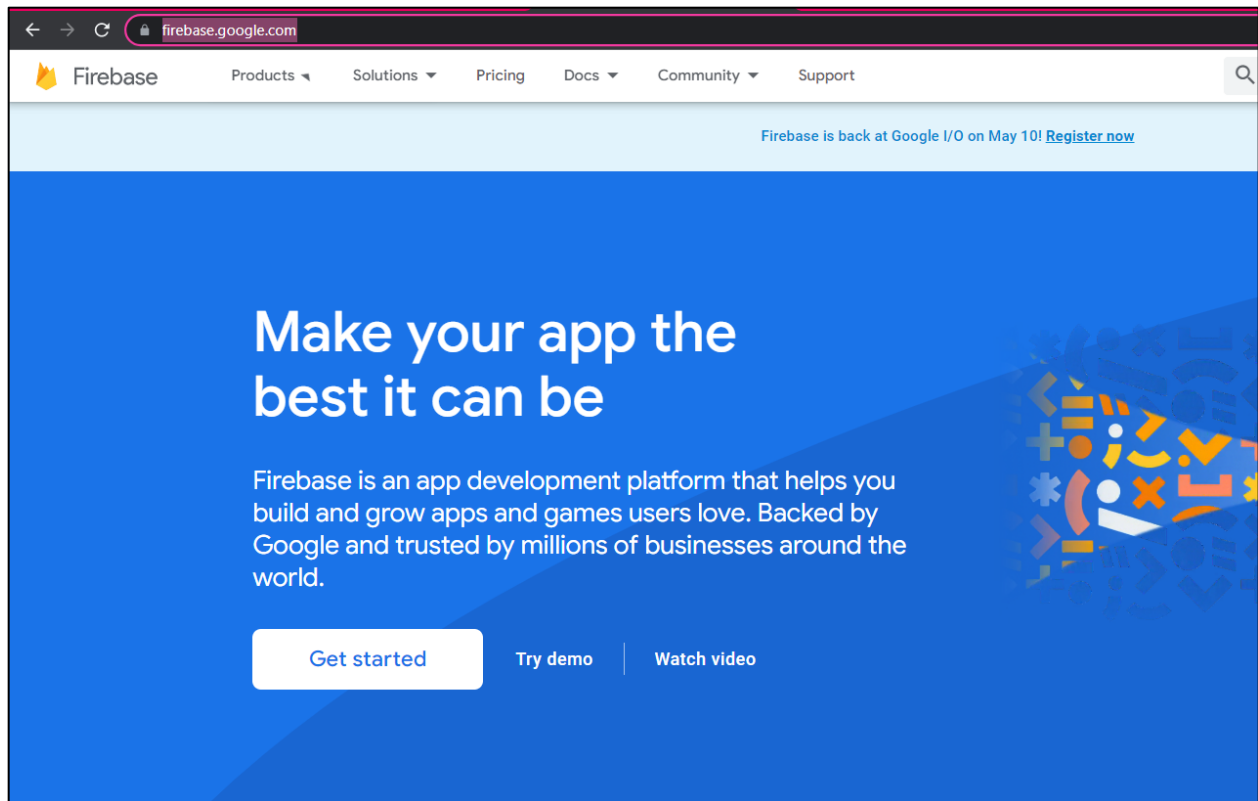 firebase.google.com
Firebase Products Solutions Pricing Docs Community Support
Firebase is back at Google I/O on May 10! Register now
Make your app the
best it can be
Firebase is an app development platform that helps you
build and grow apps and games users love. Backed by
Google and trusted by millions of businesses around the
world.
Get started Try demo Watch video